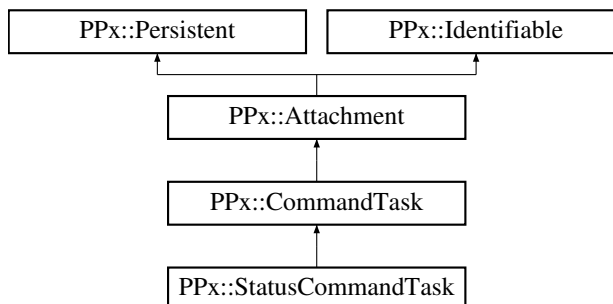 PPx::Persistent
PPx::Identifiable
PPx::Attachment
PPx::CommandTask
PPx::StatusCommandTask